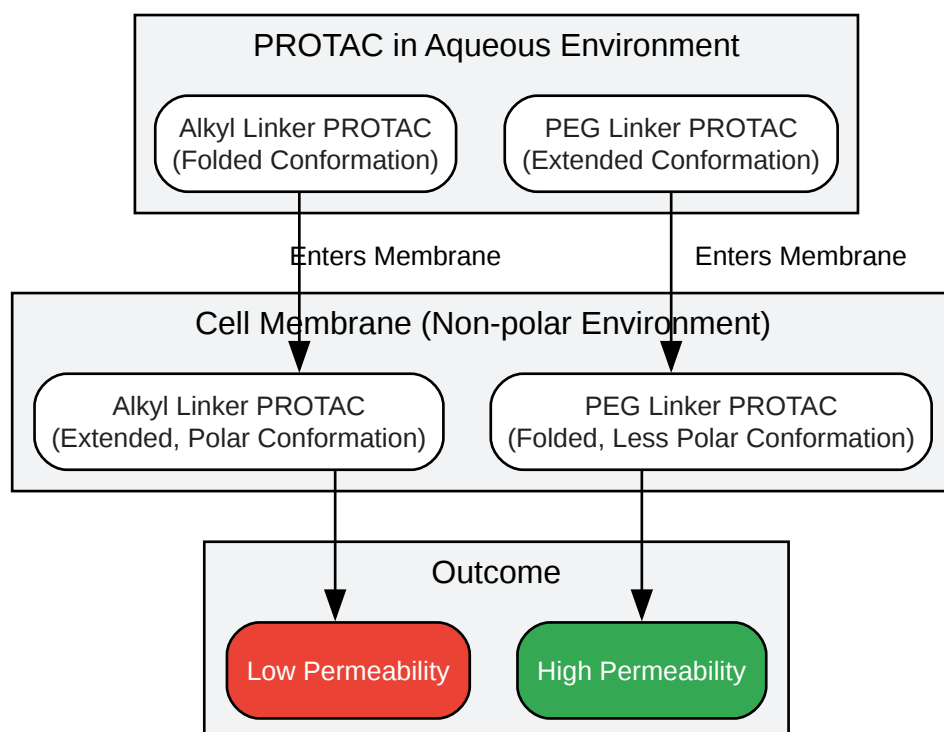 PROTAC in Aqueous Environment
Alkyl Linker PROTAC
(Folded Conformation)
PEG Linker PROTAC
(Extended Conformation)
Enters Membrane
Enters Membrane
Cell Membrane (Non-polar Environment)
Alkyl Linker PROTAC
(Extended, Polar Conformation)
PEG Linker PROTAC
(Folded, Less Polar Conformation)
Outcome
Low Permeability
High Permeability